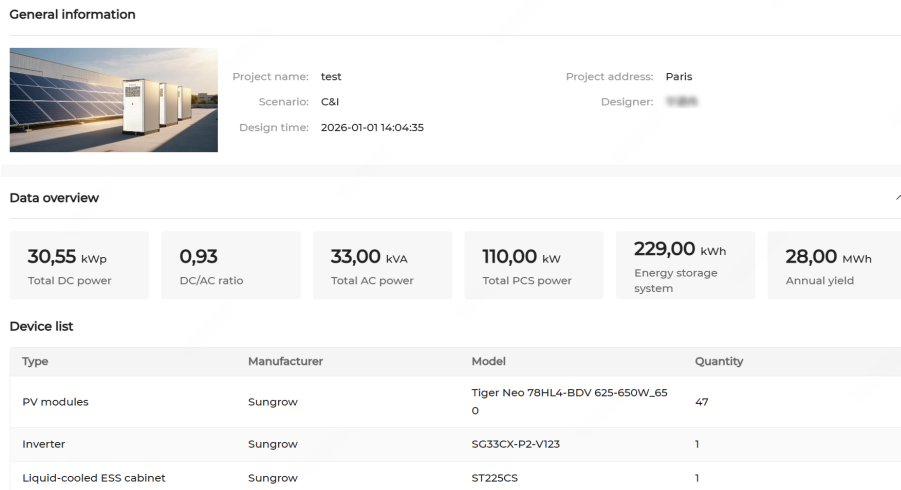 General information
Project name: test
Project address: Paris
Scenario: C&I
Designer:
Design time: 2026-01-01 14:04:35
Data overview
30,55 kWp
Total DC power
0,93
DC/AC ratio
33,00 kVA
Total AC power
110,00 kW
Total PCS power
229,00 kWh
Energy storage
system
28,00 MWh
Annual yield
Device list
Type Manufacturer Model Quantity
PV modules Sungrow Tiger Neo 78HL4-BDV 625-650W_65
0 47
Inverter Sungrow SG33CX-P2-V123 1
Liquid-cooled ESS cabinet Sungrow ST225CS 1